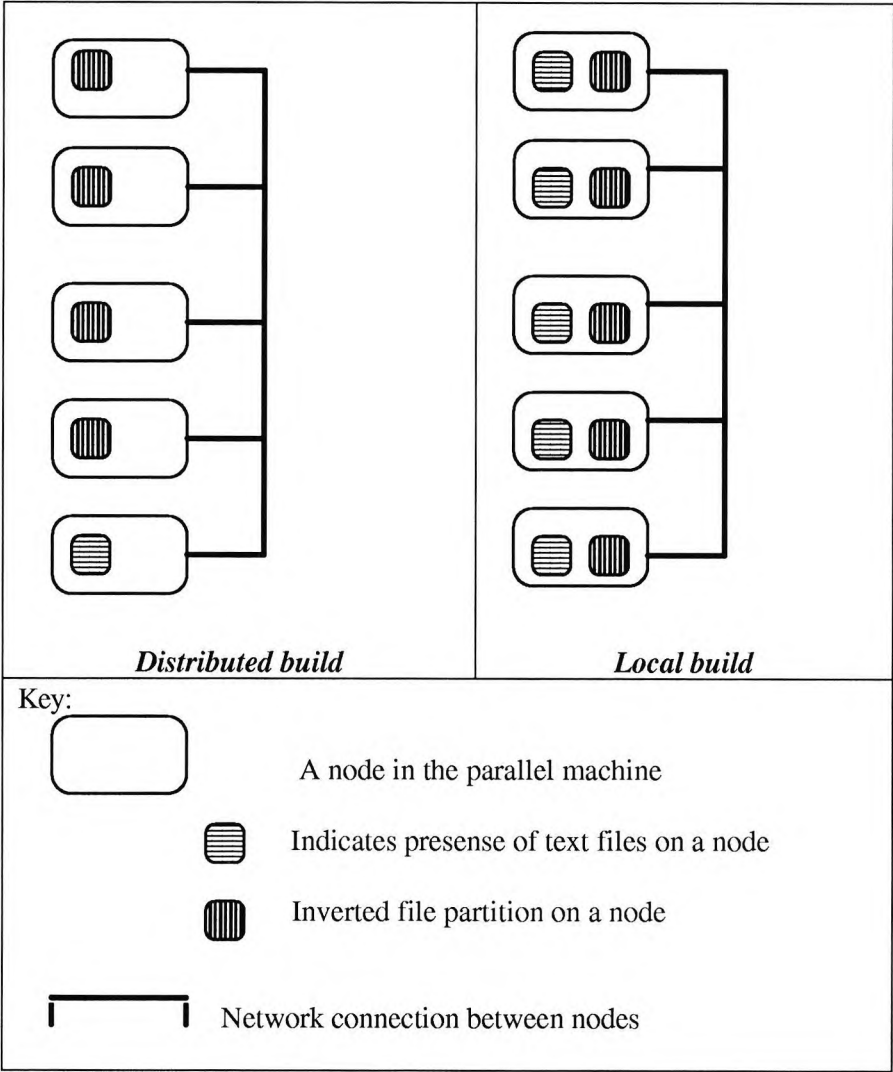 Distributed build
Local build
Key:
A node in the parallel machine
Indicates presense of text files on a node
Inverted file partition on a node
Network connection between nodes